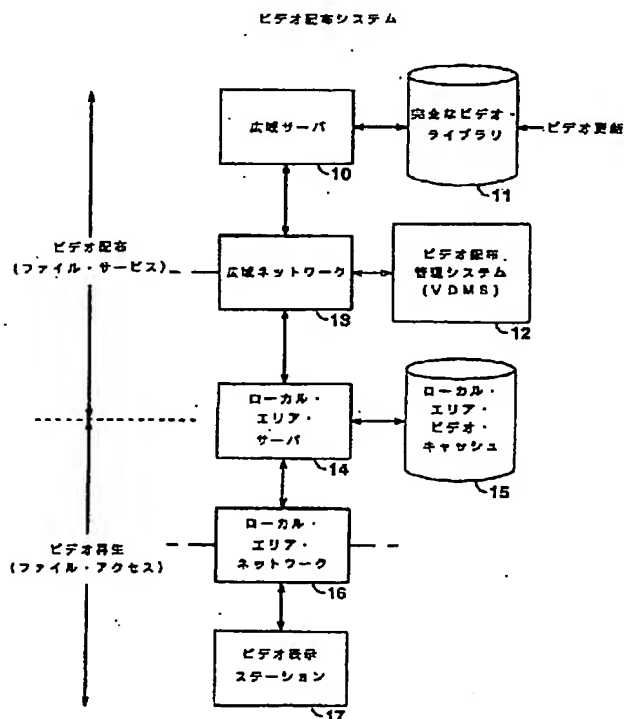 ビデオ配布システム
広域サーバ
10
完全なビデオ・
ライブラリ
11
ビデオ更新
ビデオ配布
(ファイル・サービス)
広域ネットワーク
13
ビデオ配布
管理システム
(VDMS)
12
ローカル・
エリア・
サーバ
14
ローカル・
エリア・
ビデオ・
キャッシュ
15
ビデオ再生
(ファイル・アクセス)
ローカル・
エリア・
ネットワーク
16
ビデオ表示
ステーション
17